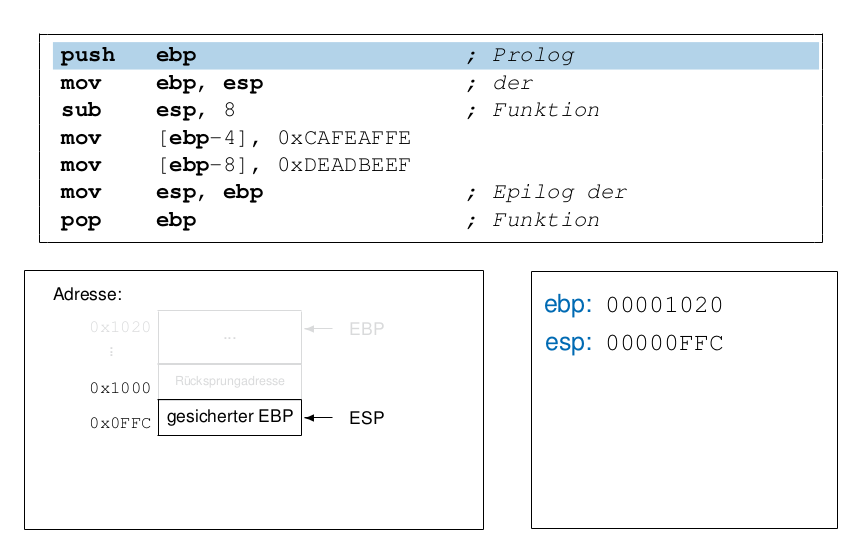 push ebp ; Prolog
mov ebp, esp ; der
sub esp, 8 ; Funktion
mov [ebp-4], 0xCAFEAFFE
mov [ebp-8], 0xDEADBEEF
mov esp, ebp ; Epilog der
pop ebp ; Funktion
Adresse:
0x1020 ... EBP
⋮
0x1000 Rücksprungadresse
0x0FFC gesicherter EBP ESP
ebp: 00001020
esp: 00000FFC